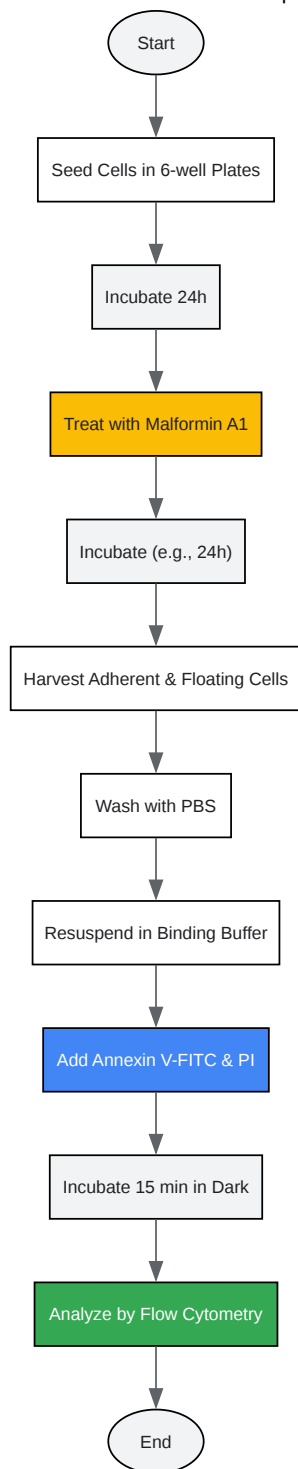 Start
Seed Cells in 6-well Plates
Incubate 24h
Treat with Malformin A1
Incubate (e.g., 24h)
Harvest Adherent & Floating Cells
Wash with PBS
Resuspend in Binding Buffer
Add Annexin V-FITC & PI
Incubate 15 min in Dark
Analyze by Flow Cytometry
End